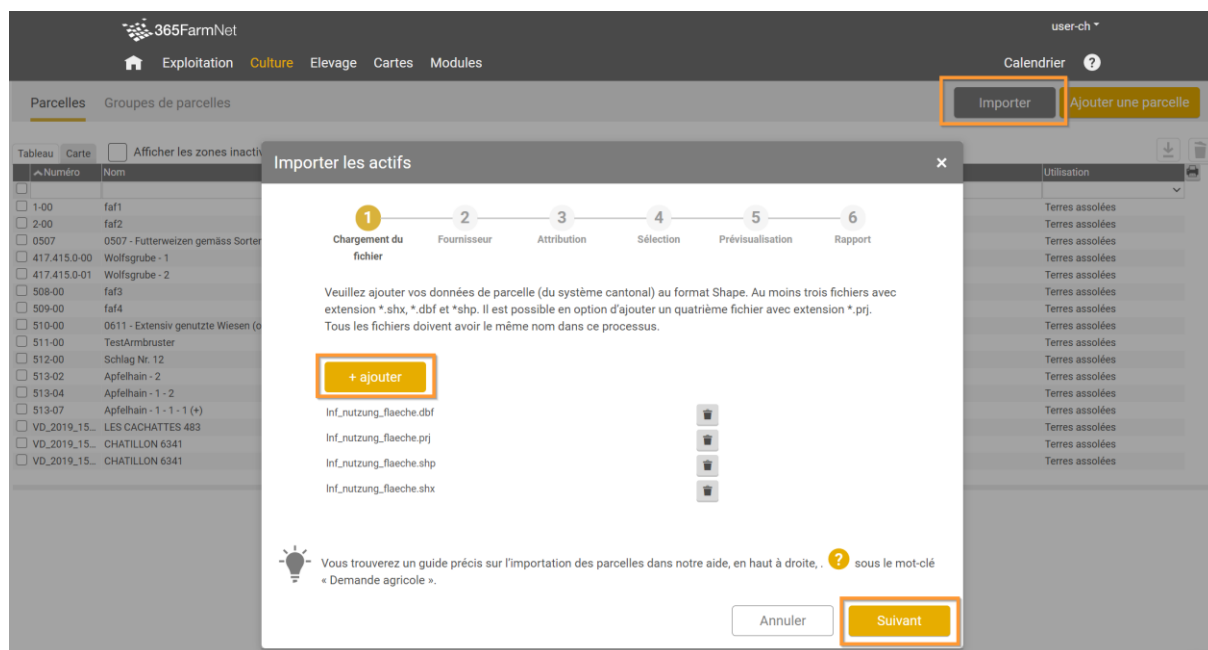 365FarmNet
user-ch
Exploitation Culture Elevage Cartes Modules
Calendrier ?
Parcelles Groupes de parcelles
Importer
Ajouter une parcelle
Tableau Carte Afficher les zones inactiv
Importer les actifs ×
Numéro Nom Utilisation
1-00 faf1 Terres assolées
2-00 faf2 Terres assolées
0507 0507 - Futterweizen gemäss Sorten Terres assolées
417.415.0-00 Wolfsgrube - 1 Terres assolées
417.415.0-01 Wolfsgrube - 2 Terres assolées
508-00 faf3 Terres assolées
509-00 faf4 Terres assolées
510-00 0611 - Extensiv genutzte Wiesen (o Terres assolées
511-00 TestArmbruster Terres assolées
512-00 Schlag Nr. 12 Terres assolées
513-02 Apfelhain - 2 Terres assolées
513-04 Apfelhain - 1 - 2 Terres assolées
513-07 Apfelhain - 1 - 1 - 1 (+) Terres assolées
VD_2019_15... LES CACHATTES 483 Terres assolées
VD_2019_15... CHATILLON 6341 Terres assolées
VD_2019_15... CHATILLON 6341 Terres assolées
1 2 3 4 5 6
Chargement du fichier
Fournisseur
Attribution
Sélection
Prévisualisation
Rapport
Veuillez ajouter vos données de parcelle (du système cantonal) au format Shape. Au moins trois fichiers avec
extension *.shx, *.dbf et *shp. Il est possible en option d'ajouter un quatrième fichier avec extension *.prj.
Tous les fichiers doivent avoir le même nom dans ce processus.
+ ajouter
lnf_nutzung_flaeche.dbf
lnf_nutzung_flaeche.prj
lnf_nutzung_flaeche.shp
lnf_nutzung_flaeche.shx
Vous trouverez un guide précis sur l'importation des parcelles dans notre aide, en haut à droite, . ? sous le mot-clé
« Demande agricole ».
Annuler
Suivant